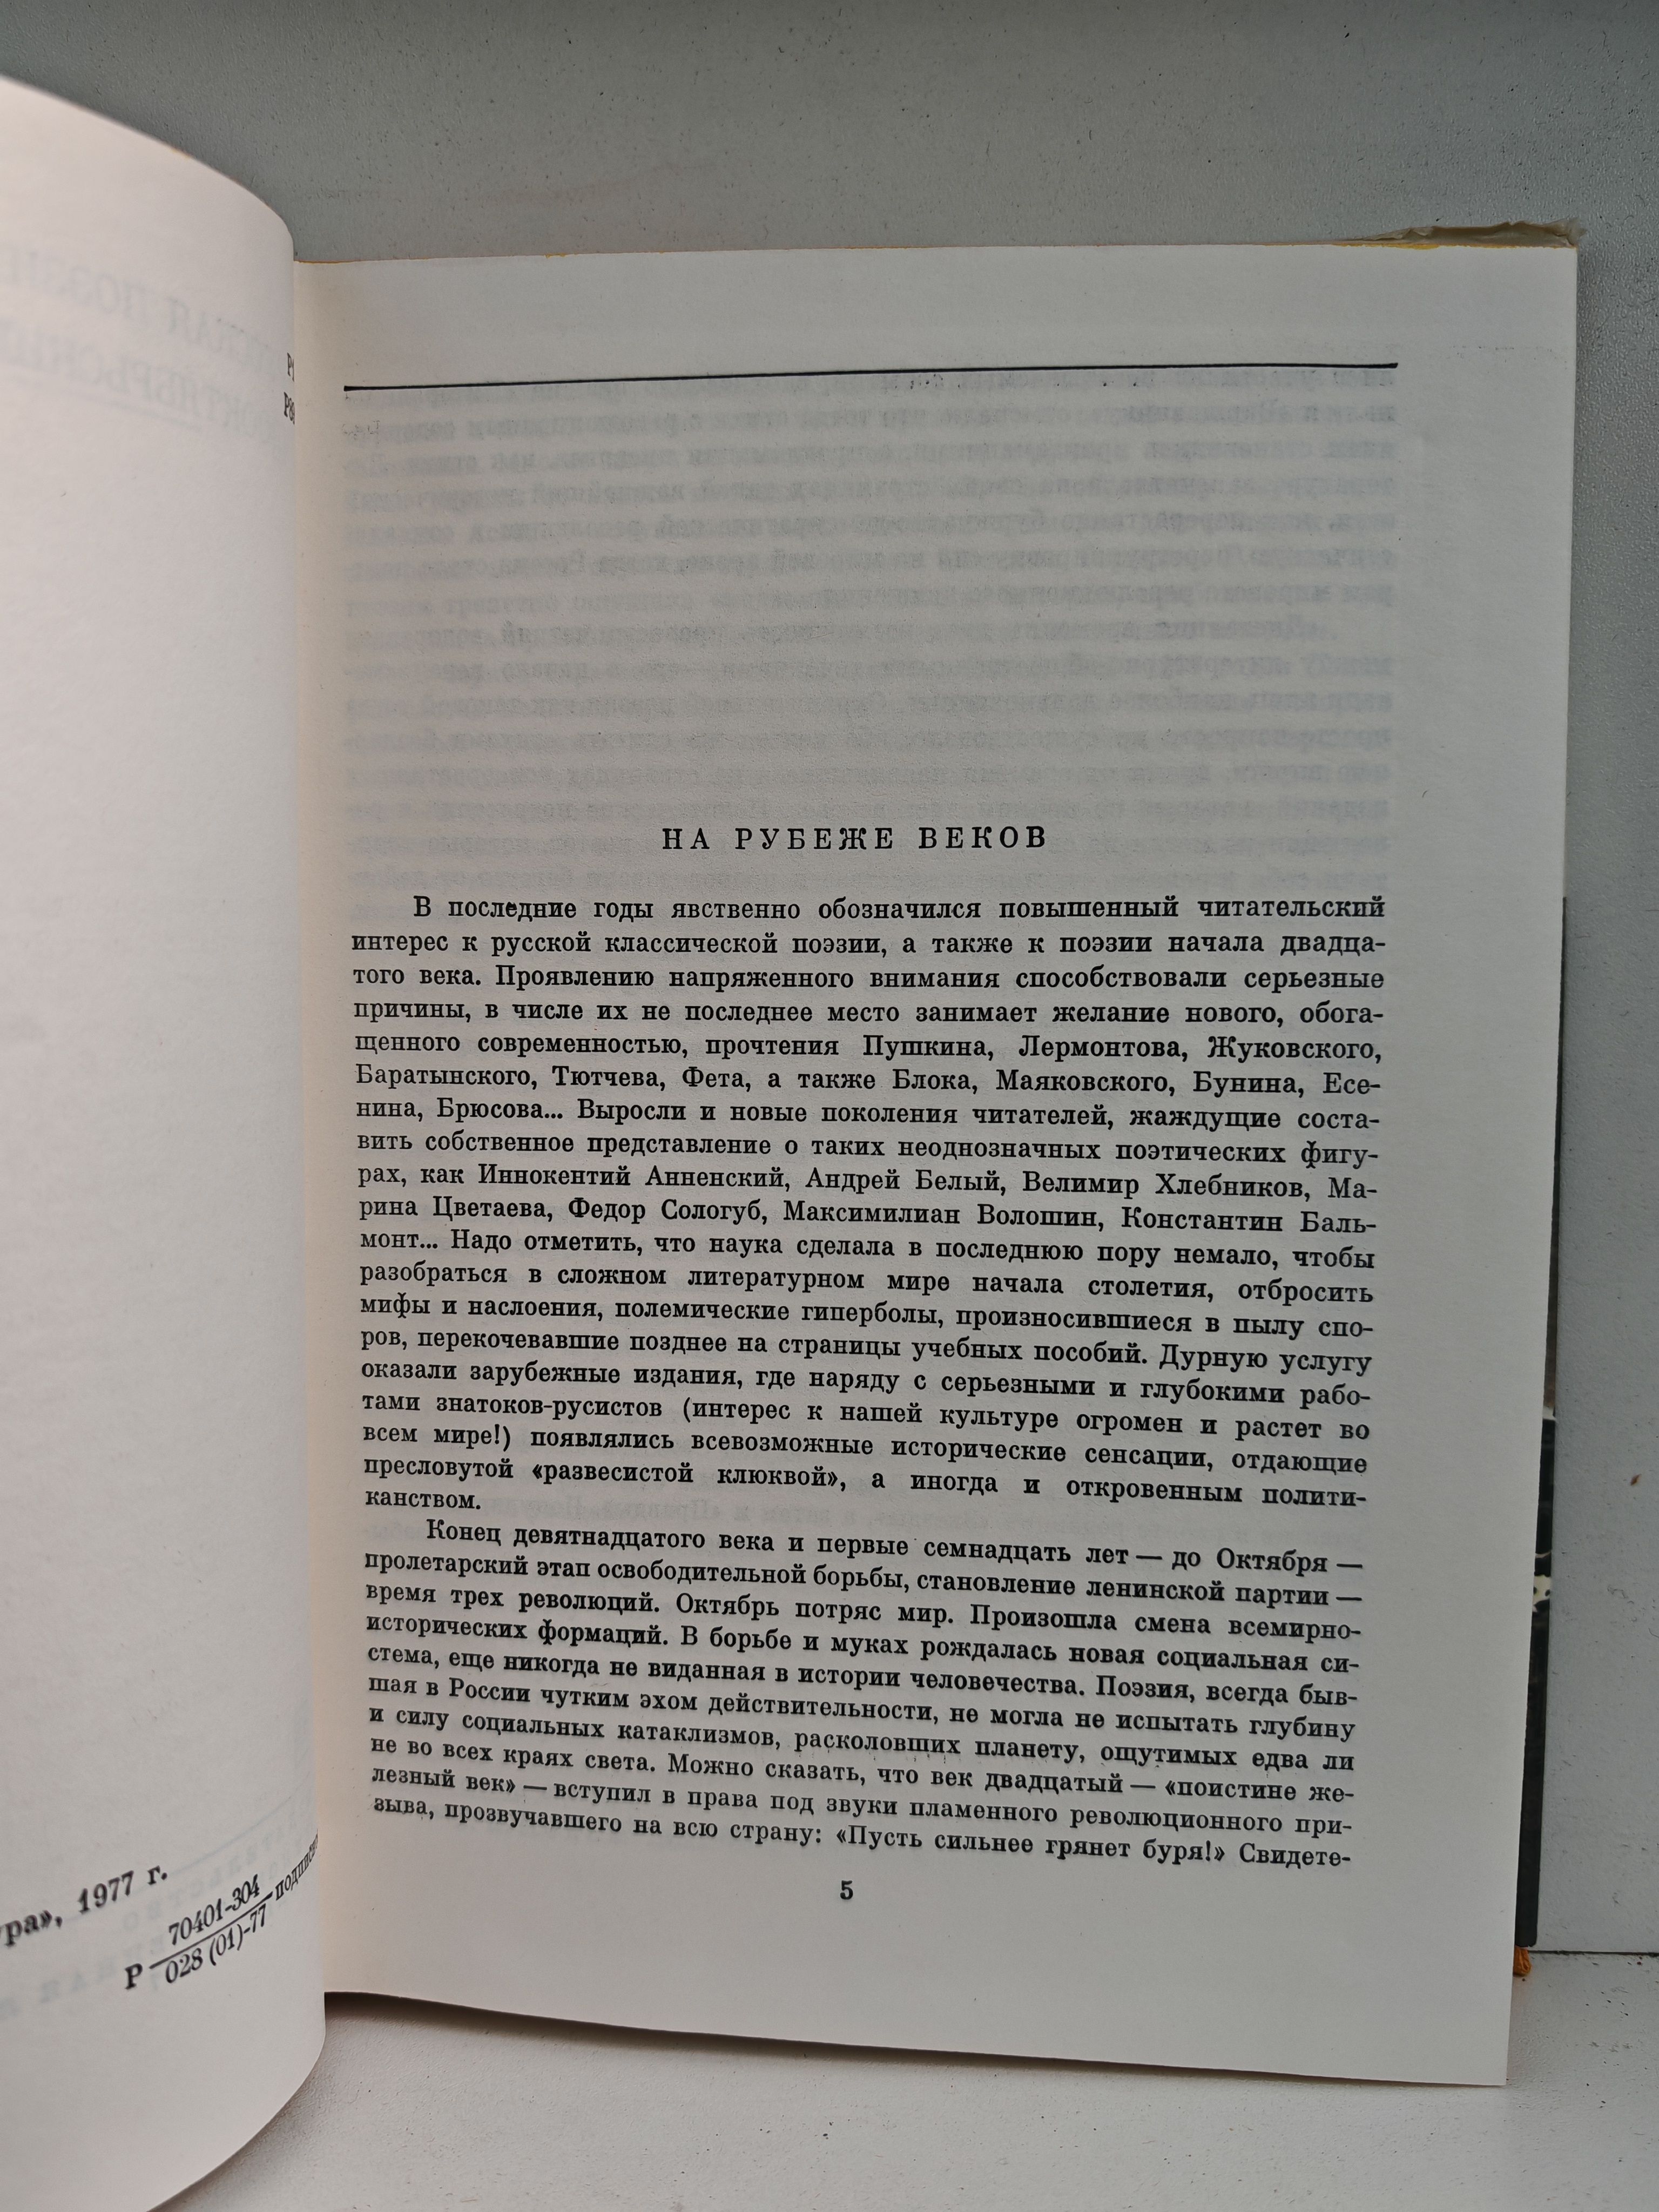 ура», 1977 г.
Р 70401-304
028 (01)-77
НА РУБЕЖЕ ВЕКОВ
В последние годы явственно обозначился повышенный читательский
интерес к русской классической поэзии, а также к поэзии начала двадца-
того века. Проявлению напряженного внимания способствовали серьезные
причины, в числе их не последнее место занимает желание нового, обога-
щенного современностью, прочтения Пушкина, Лермонтова, Жуковского,
Баратынского, Тютчева, Фета, а также Блока, Маяковского, Бунина, Есе-
нина, Брюсова... Выросли и новые поколения читателей, жаждущие соста-
вить собственное представление о таких неоднозначных поэтических фигу-
рах, как Иннокентий Анненский, Андрей Белый, Велимир Хлебников, Ма-
рина Цветаева, Федор Сологуб, Максимилиан Волошин, Константин Баль-
монт... Надо отметить, что наука сделала в последнюю пору немало, чтобы
разобраться в сложном литературном мире начала столетия, отбросить
мифы и наслоения, полемические гиперболы, произносившиеся в пылу спо-
ров, перекочевавшие позднее на страницы учебных пособий. Дурную услугу
оказали зарубежные издания, где наряду с серьезными и глубокими рабо-
тами знатоков-русистов (интерес к нашей культуре огромен и растет во
всем мире!) появлялись всевозможные исторические сенсации, отдающие
пресловутой «развесистой клюквой», а иногда и откровенным полити-
канством.
Конец девятнадцатого века и первые семнадцать лет — до Октября —
пролетарский этап освободительной борьбы, становление ленинской партии —
время трех революций. Октябрь потряс мир. Произошла смена всемирно-
исторических формаций. В борьбе и муках рождалась новая социальная си-
стема, еще никогда не виданная в истории человечества. Поэзия, всегда быв-
шая в России чутким эхом действительности, не могла не испытать глубину
и силу социальных катаклизмов, расколовших планету, ощутимых едва ли
не во всех краях света. Можно сказать, что век двадцатый — «поистине же-
лезный век» — вступил в права под звуки пламенного революционного при-
зыва, прозвучавшего на всю страну: «Пусть сильнее грянет буря!» Свидете-
5